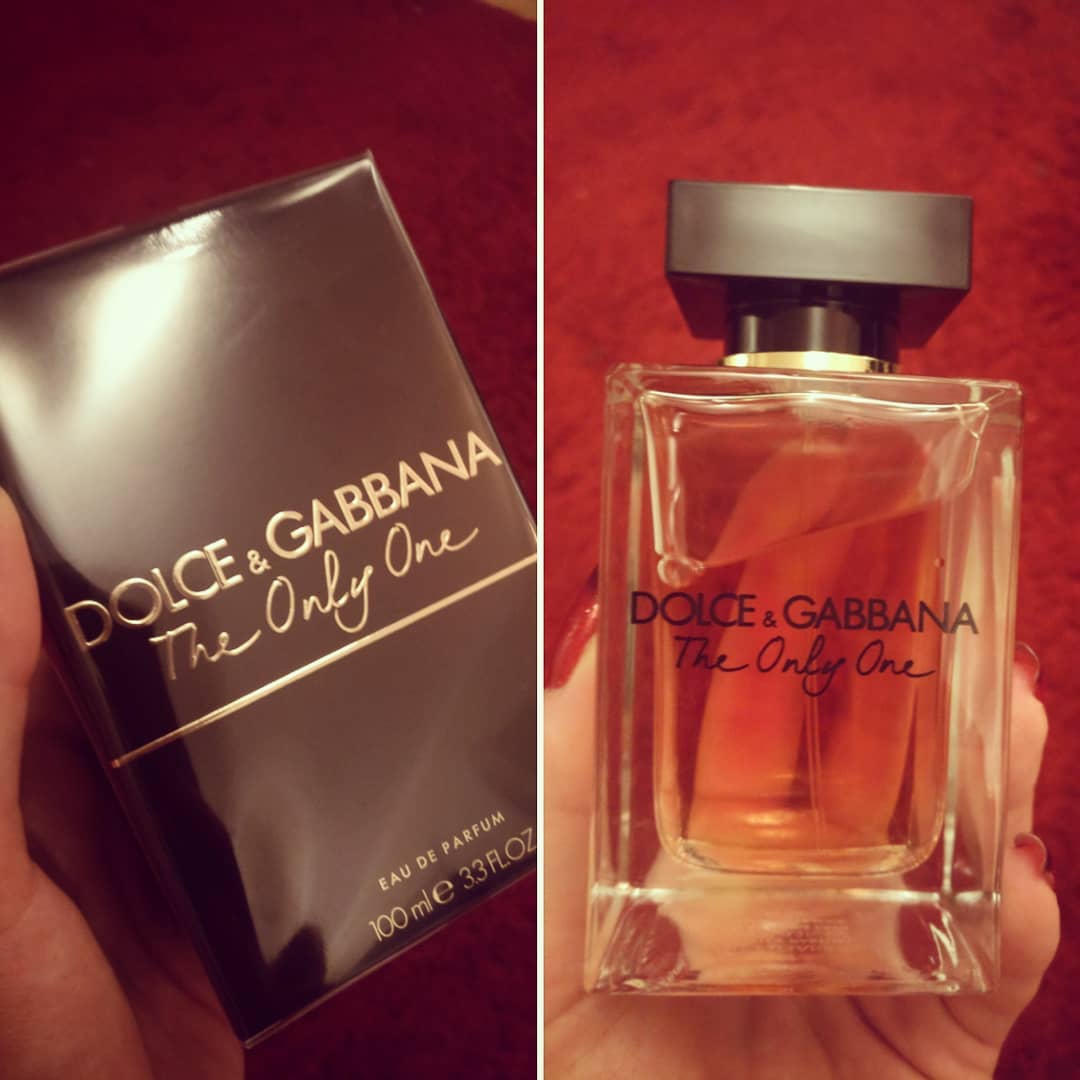 DOLCE & GABBANA
The Only One
EAU DE PARFUM
100 ml e 3.3 FL.OZ
DOLCE & GABBANA
The Only One